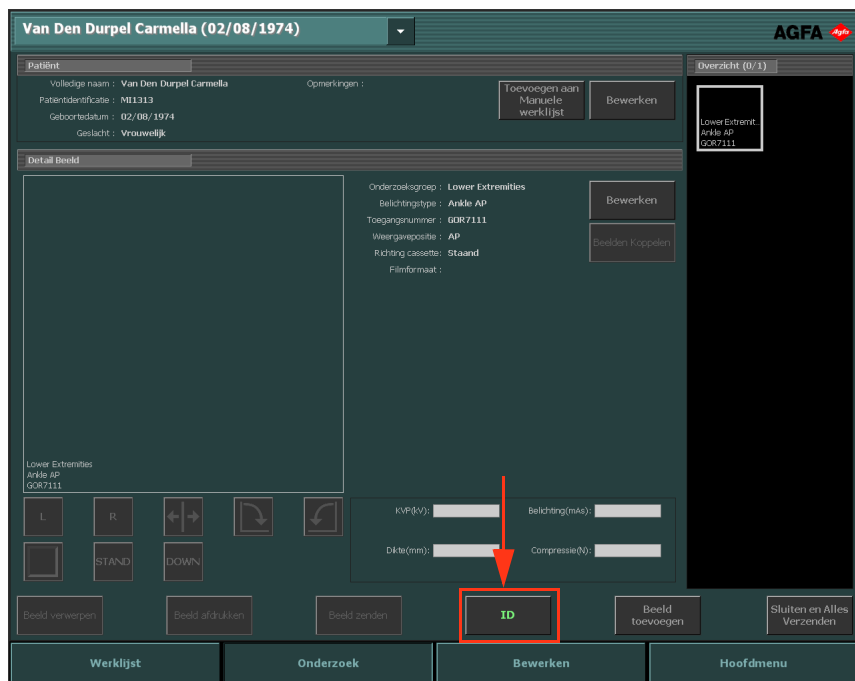 Van Den Durpel Carmella (02/08/1974)
AGFA
Agfa
Patiënt
Volledige naam : Van Den Durpel Carmella
Opmerkingen :
Patiëntidentificatie : MI1313
Geboortedatum : 02/08/1974
Geslacht : Vrouwelijk
Toevoegen aan
Manuele
werklijst
Bewerken
Overzicht (0/1)
Lower Extremit..
Ankle AP
GOR7111
Detail Beeld
Onderzoeksgroep : Lower Extremities
Belichtingstype : Ankle AP
Toegangsnummer : GOR7111
Weergavepositie : AP
Richting cassette: Staand
Filmformaat :
Bewerken
Beelden Koppelen
Lower Extremities
Ankle AP
GOR7111
L
R
STAND
DOWN
KVP(kV):
Belichting(mAs):
Dikte(mm):
Compressie(N):
Beeld verwerpen
Beeld afdrukken
Beeld zenden
ID
Beeld
toevoegen
Sluiten en Alles
Verzenden
Werklijst
Onderzoek
Bewerken
Hoofdmenu